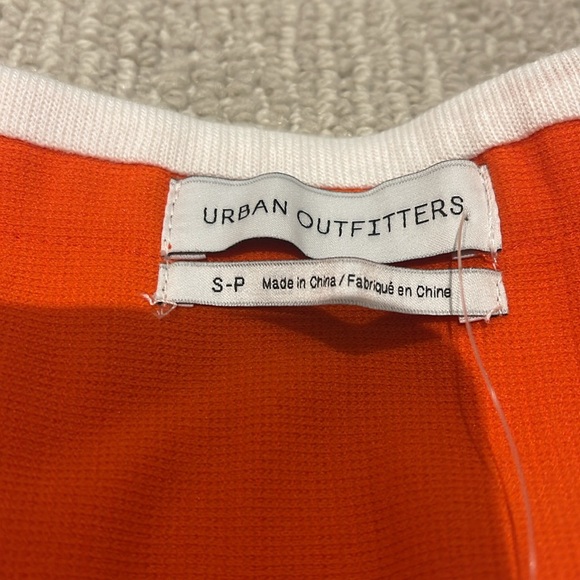 URBAN OUTFITTERS
S-P Made in China / Fabriqué en Chine